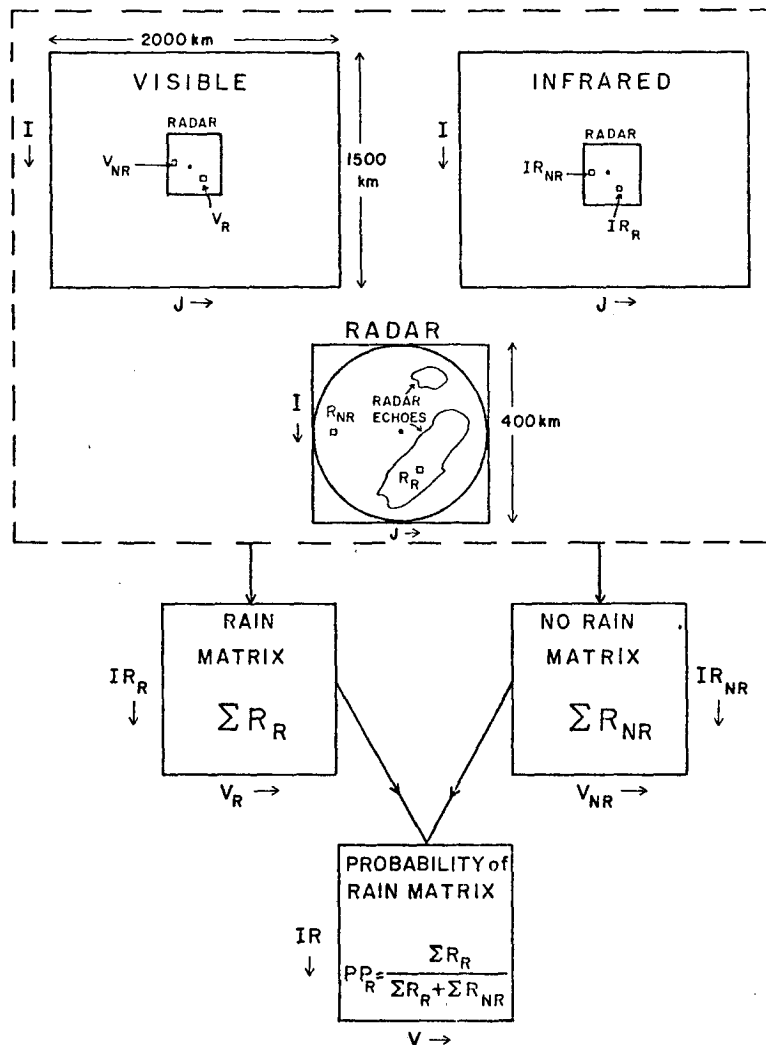 2000 km
VISIBLE
I
↓
RADAR
V_NR
V_R
1500
km
J →
INFRARED
I
↓
RADAR
IR_NR
IR_R
J →
RADAR
I
↓
R_NR
RADAR
ECHOES
R_R
400 km
J →
RAIN
MATRIX
ΣR_R
IR_R
↓
V_R →
NO RAIN
MATRIX
ΣR_NR
IR_NR
↓
V_NR →
PROBABILITY of
RAIN MATRIX
IR
↓
PP_R = ΣR_R / (ΣR_R + ΣR_NR)
V →